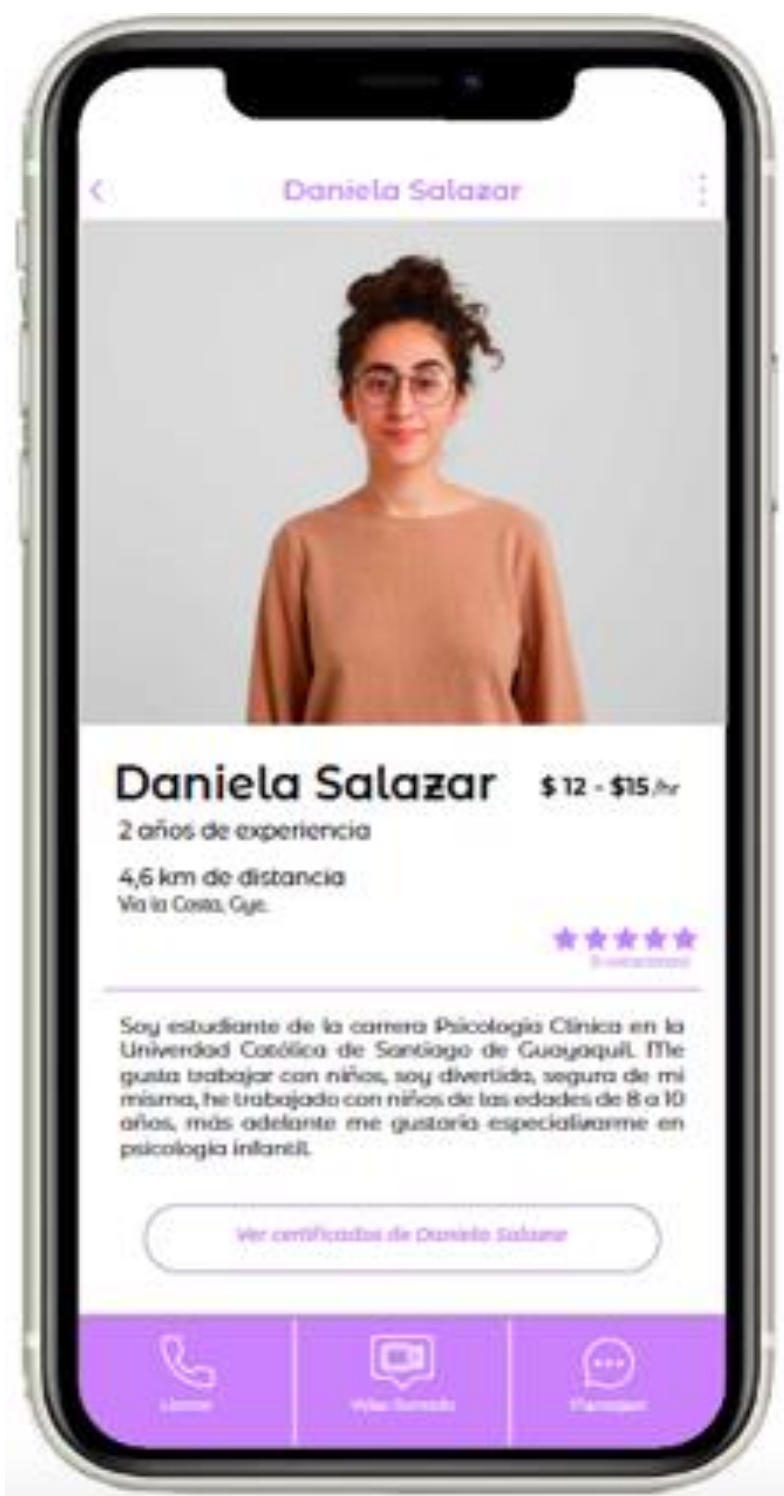 Daniela Salazar
Daniela Salazar $ 12 - $15 /hr
2 años de experiencia
4,6 km de distancia
Via la Costa, Gye.
Soy estudiante de la carrera Psicología Clínica en la
Univerdad Católica de Santiago de Guayaquil. Me
gusta trabajar con niños, soy divertida, segura de mi
misma, he trabajado con niños de las edades de 8 a 10
años, más adelante me gustaría especializarme en
psicología infantil.
Ver certificados de Daniela Salazar
Llamar
Video llamada